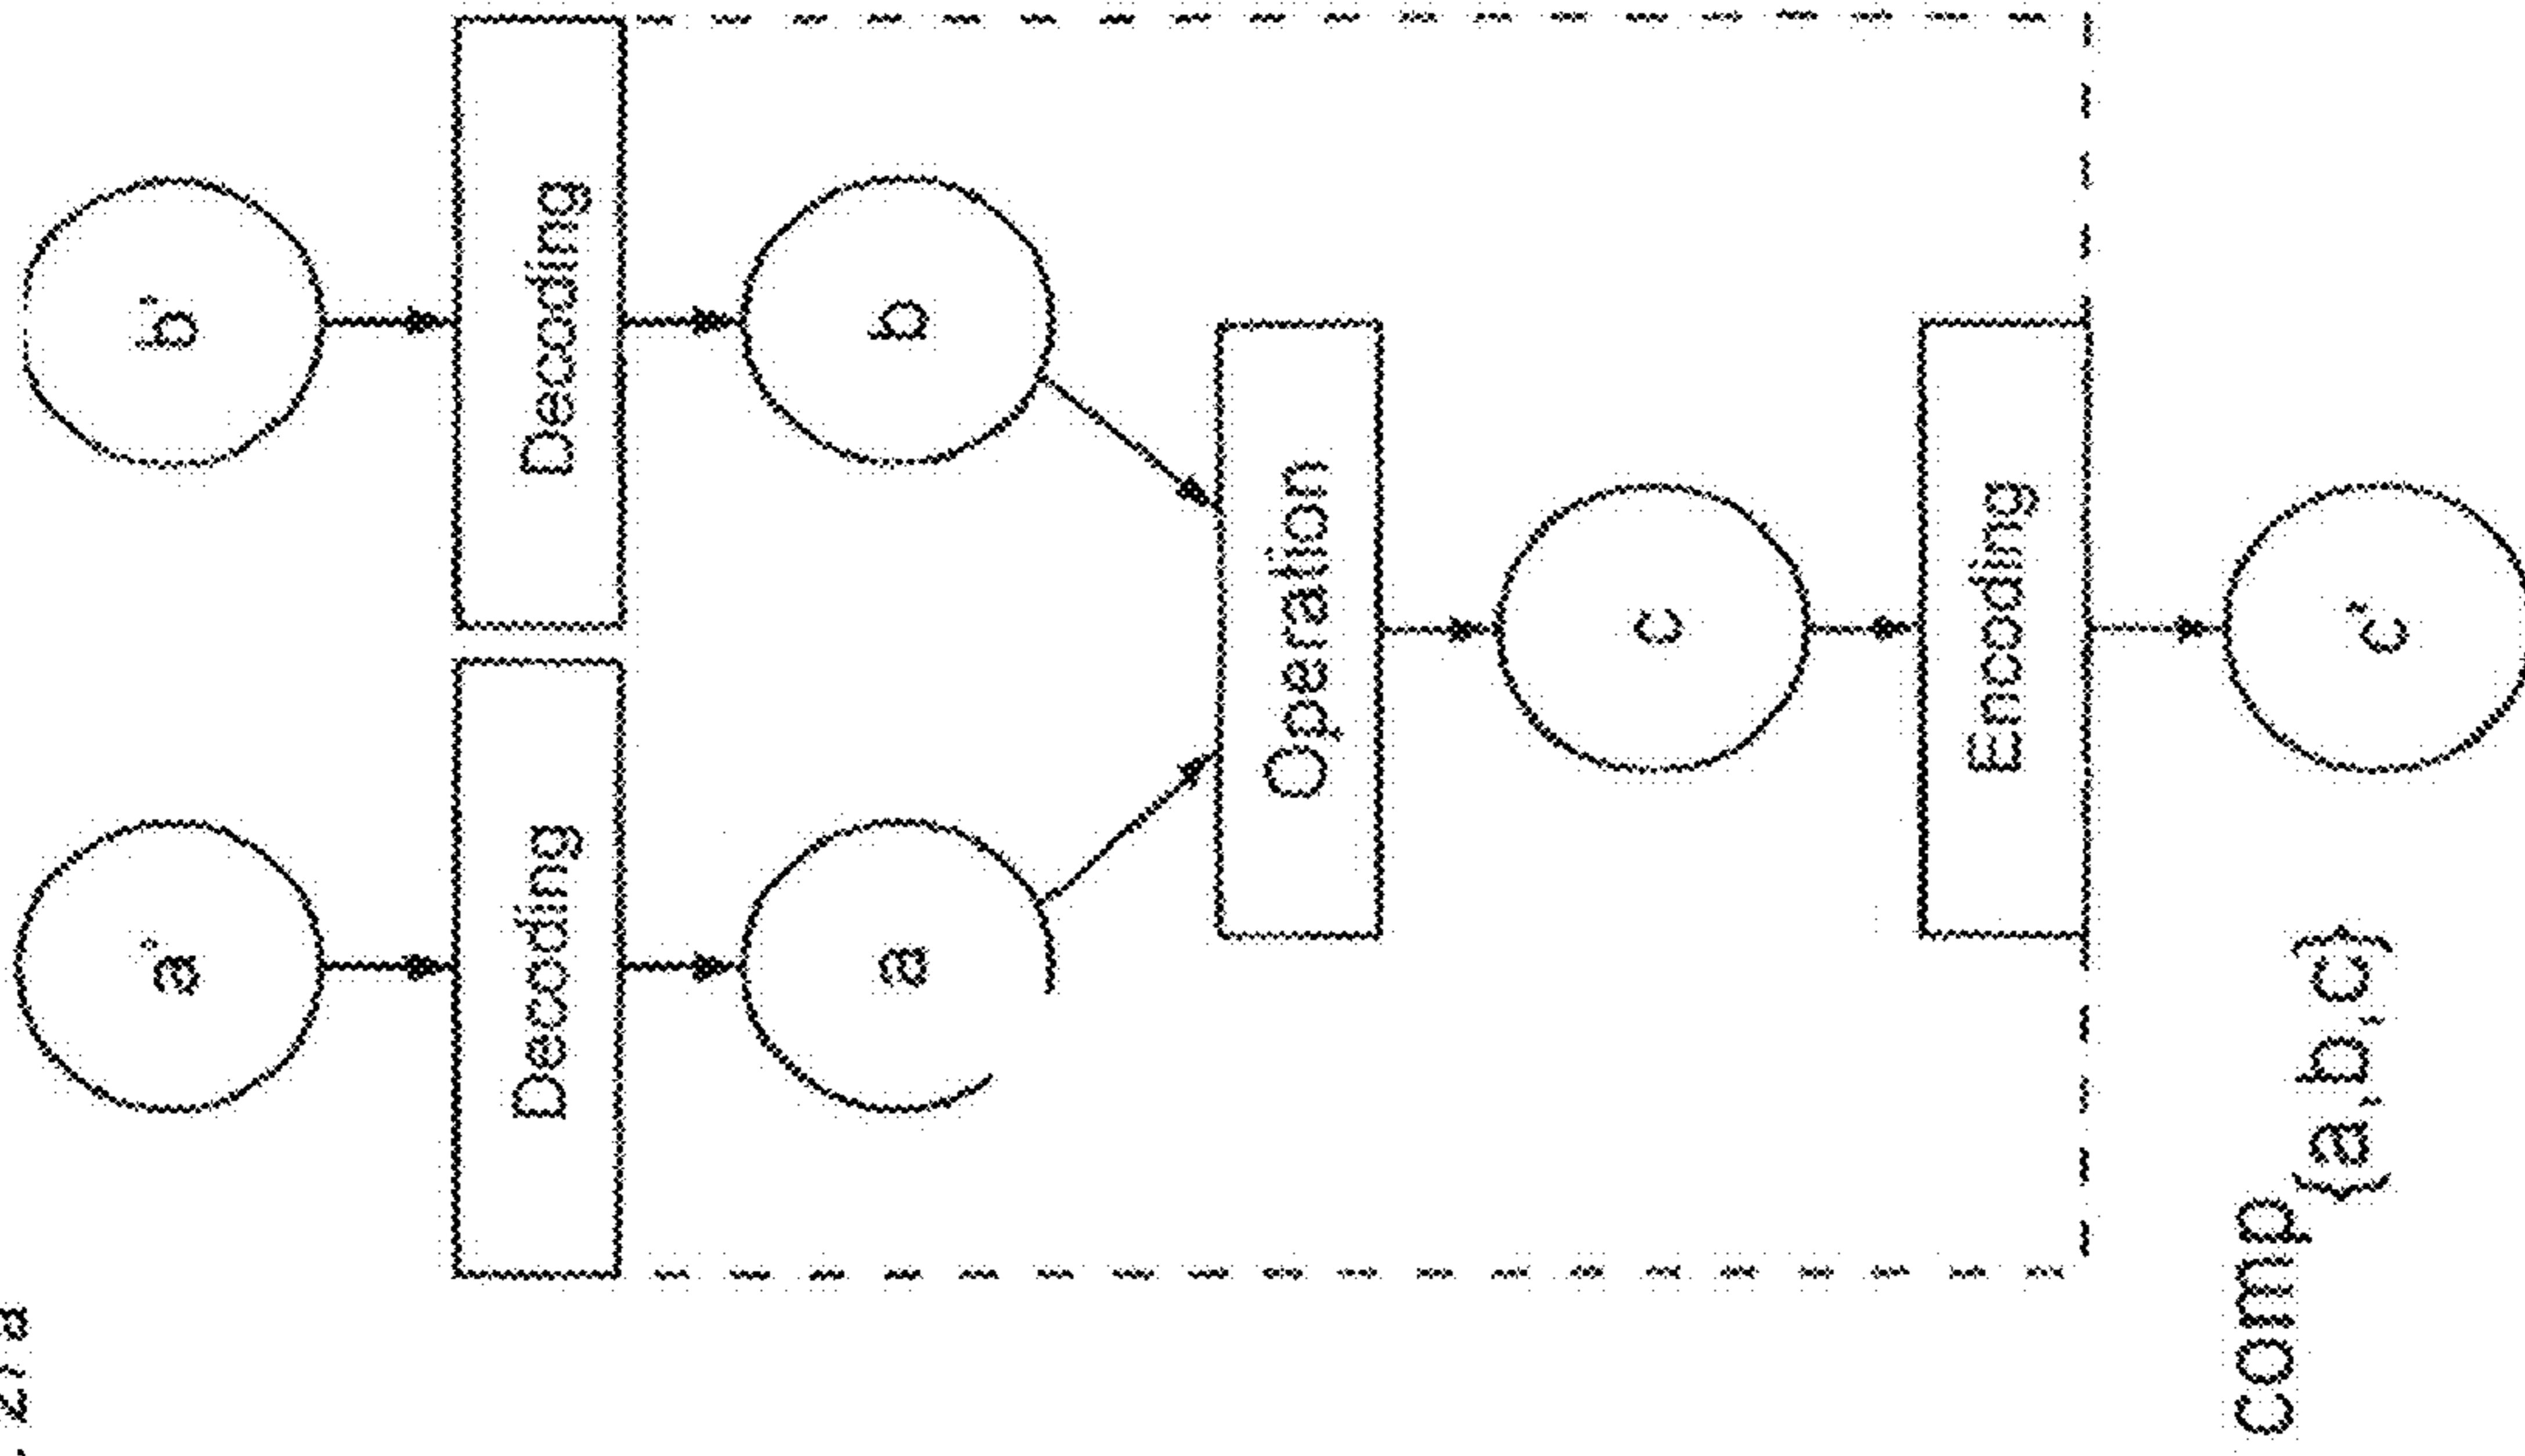 a' b'
Decoding Decoding
a b
Operation
c
Encoding
comp{a,b,c} c'